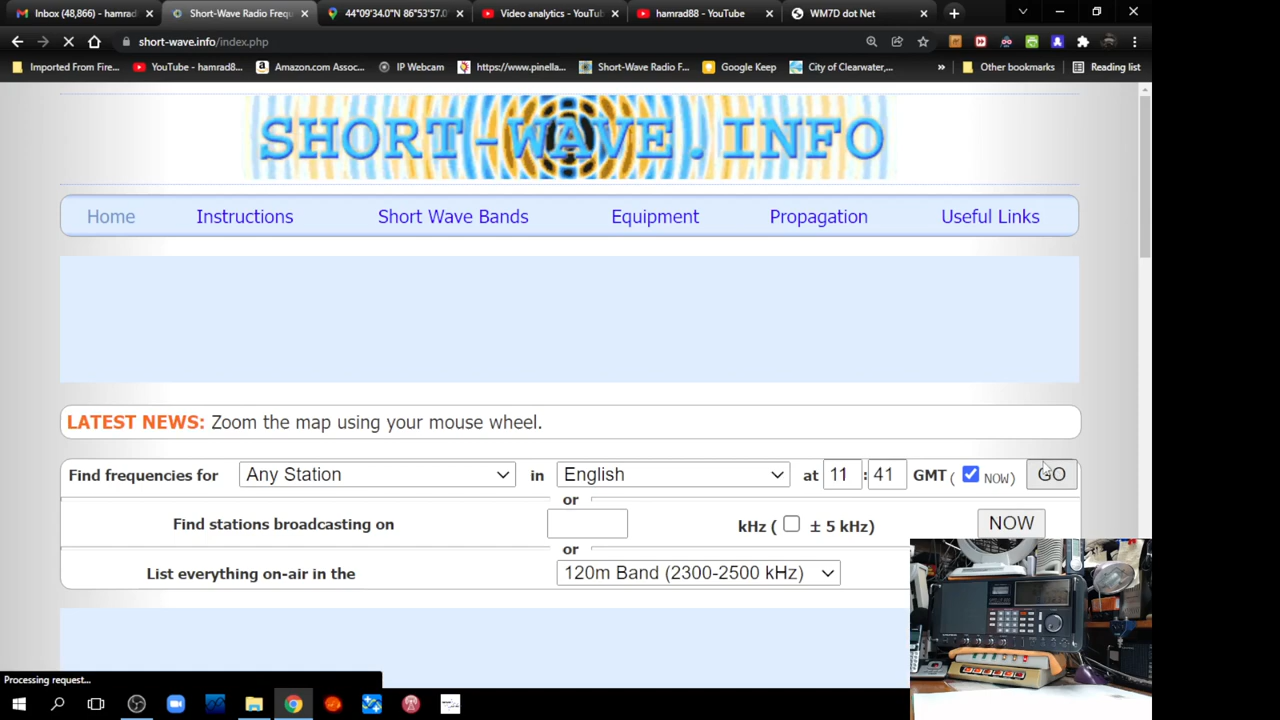 Inbox (48,866) - hamrad
Short-Wave Radio Frequ
44°09'34.0"N 86°53'57.0
Video analytics - YouTu
hamrad88 - YouTube
WM7D dot Net
short-wave.info/index.php
Imported From Fire...
YouTube - hamrad8...
Amazon.com Assoc...
IP Webcam
https://www.pinella...
Short-Wave Radio F...
Google Keep
City of Clearwater,...
»
Other bookmarks
Reading list
SHORT-WAVE.INFO
Home Instructions Short Wave Bands Equipment Propagation Useful Links
LATEST NEWS: Zoom the map using your mouse wheel.
Find frequencies for Any Station in English at 11 : 41 GMT ( NOW) GO
or
Find stations broadcasting on kHz ( ± 5 kHz) NOW
or
List everything on-air in the 120m Band (2300-2500 kHz)
Processing request...